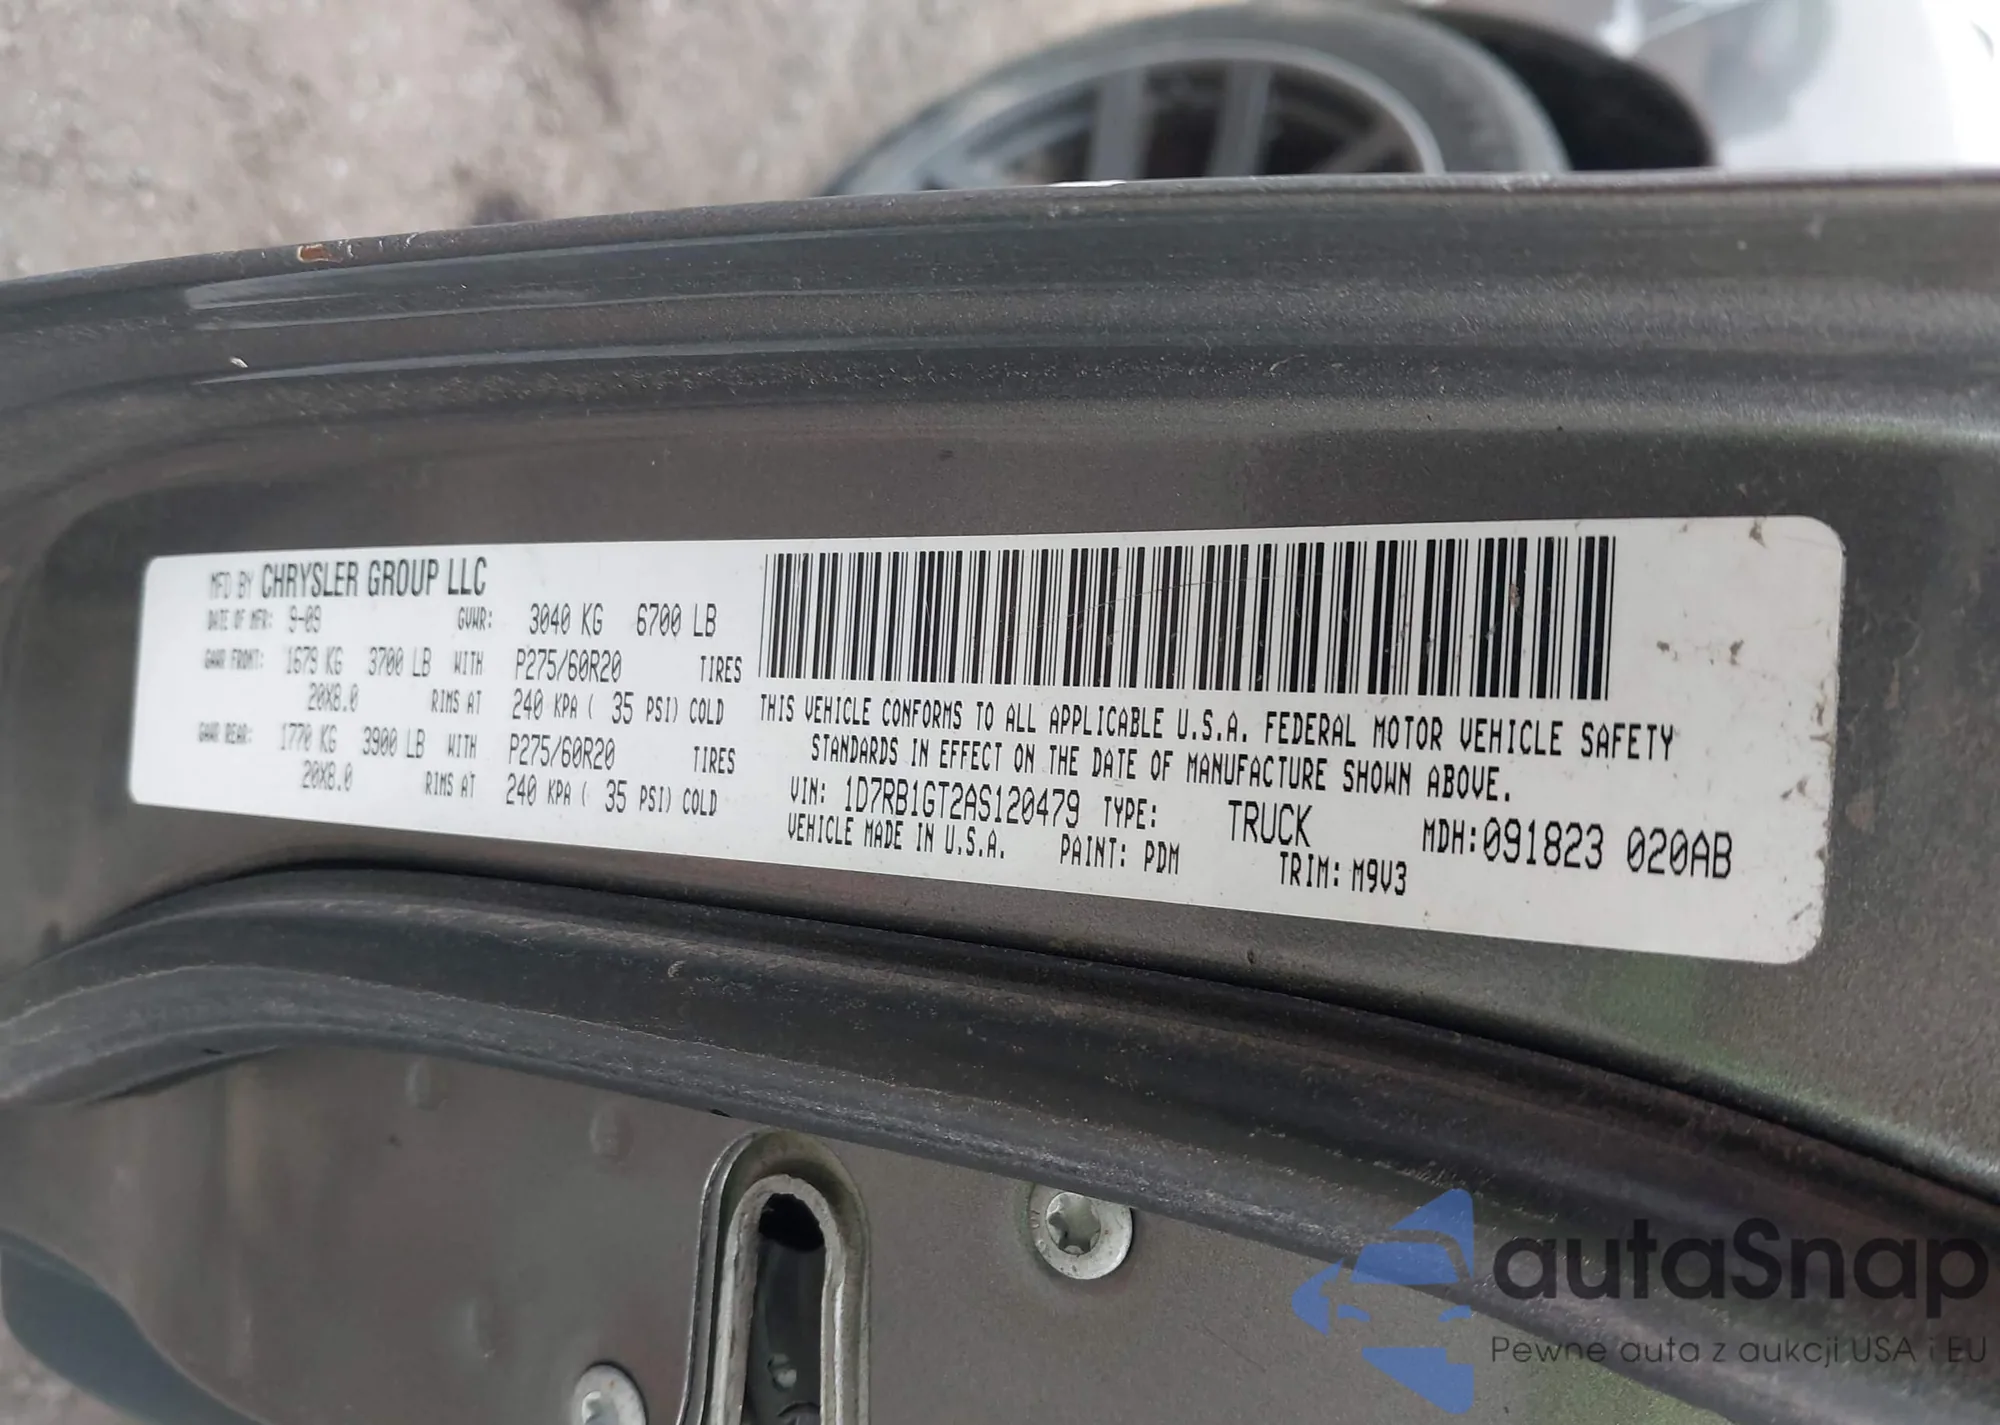 MFD BY CHRYSLER GROUP LLC
DATE OF MFR: 9-09 GVWR: 3040 KG 6700 LB
GAWR FRONT: 1679 KG 3700 LB WITH P275/60R20 TIRES
20X8.0 RIMS AT 240 KPA ( 35 PSI) COLD
GAWR REAR: 1770 KG 3900 LB WITH P275/60R20 TIRES
20X8.0 RIMS AT 240 KPA ( 35 PSI) COLD
THIS VEHICLE CONFORMS TO ALL APPLICABLE U.S.A. FEDERAL MOTOR VEHICLE SAFETY
STANDARDS IN EFFECT ON THE DATE OF MANUFACTURE SHOWN ABOVE.
VIN: 1D7RB1GT2AS120479 TYPE: TRUCK MDH:091823 020AB
VEHICLE MADE IN U.S.A. PAINT: PDM TRIM: M9V3
autaSnap
Pewne auta z aukcji USA i EU